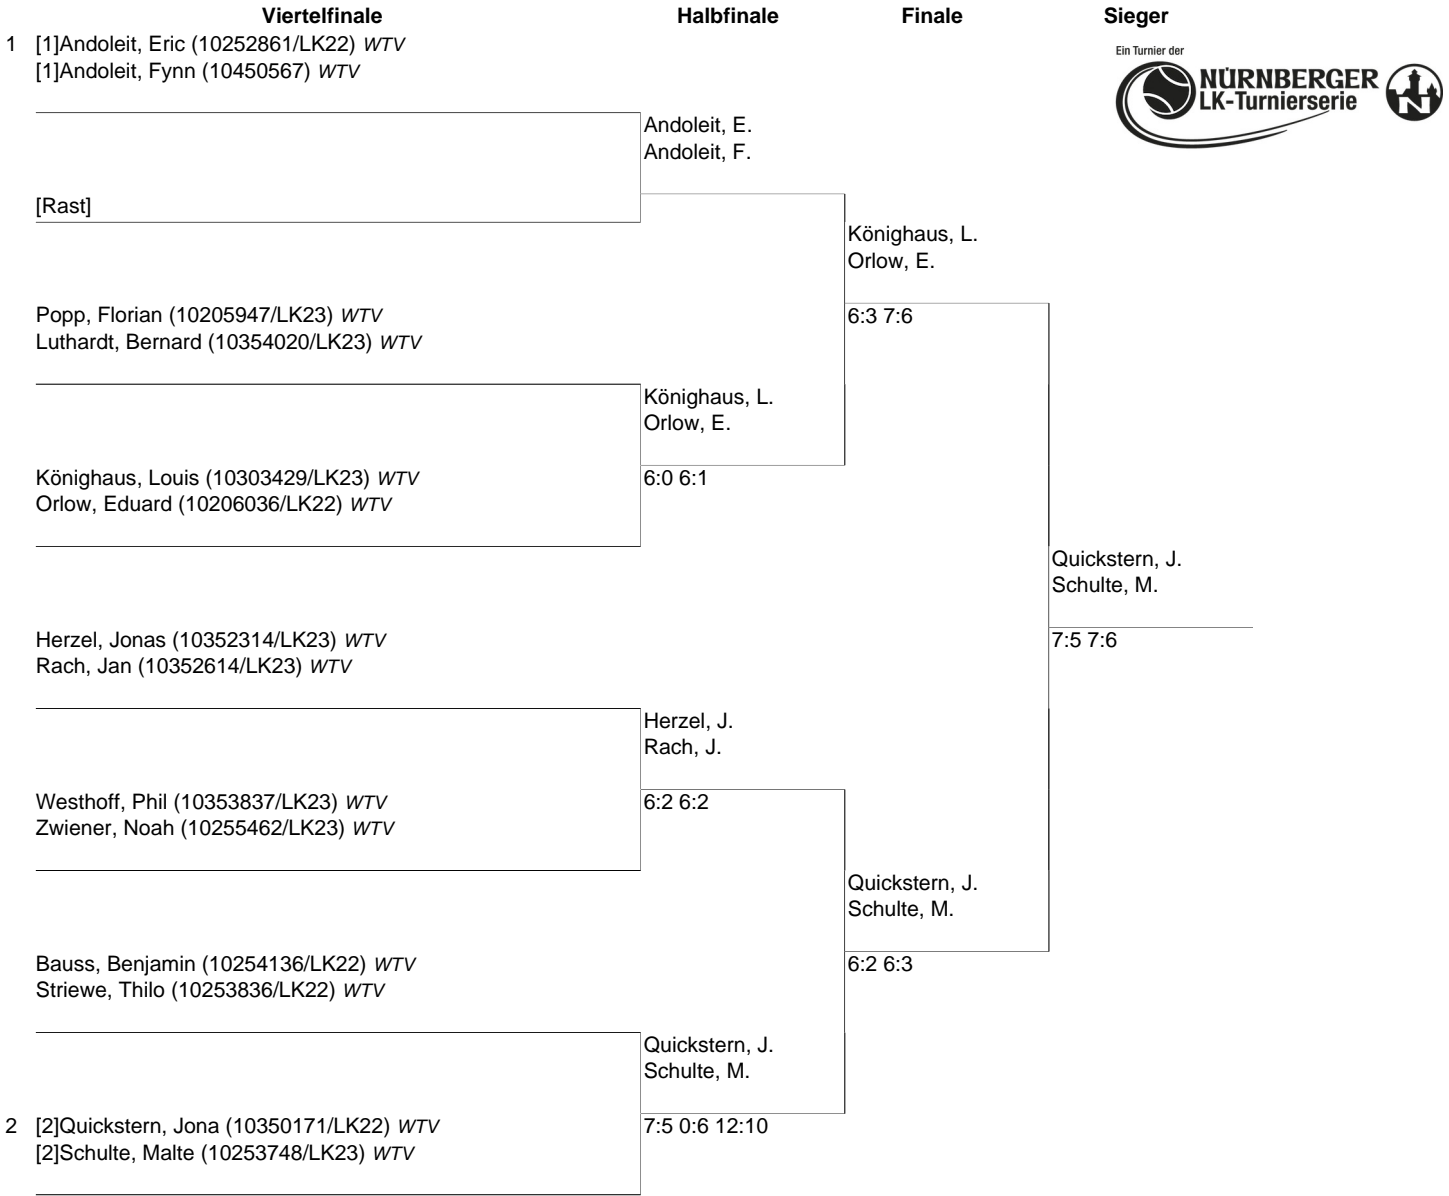 Viertelfinale Halbfinale Finale Sieger
1 [1]Andoleit, Eric (10252861/LK22) WTV
[1]Andoleit, Fynn (10450567) WTV
Ein Turnier der
NÜRNBERGER
LK-Turnierserie
N
Andoleit, E.
Andoleit, F.
[Rast]
Könighaus, L.
Orlow, E.
Popp, Florian (10205947/LK23) WTV
Luthardt, Bernard (10354020/LK23) WTV
6:3 7:6
Könighaus, L.
Orlow, E.
Könighaus, Louis (10303429/LK23) WTV
Orlow, Eduard (10206036/LK22) WTV
6:0 6:1
Quickstern, J.
Schulte, M.
Herzel, Jonas (10352314/LK23) WTV
Rach, Jan (10352614/LK23) WTV
7:5 7:6
Herzel, J.
Rach, J.
Westhoff, Phil (10353837/LK23) WTV
Zwiener, Noah (10255462/LK23) WTV
6:2 6:2
Quickstern, J.
Schulte, M.
Bauss, Benjamin (10254136/LK22) WTV
Striewe, Thilo (10253836/LK22) WTV
6:2 6:3
Quickstern, J.
Schulte, M.
2 [2]Quickstern, Jona (10350171/LK22) WTV
[2]Schulte, Malte (10253748/LK23) WTV
7:5 0:6 12:10